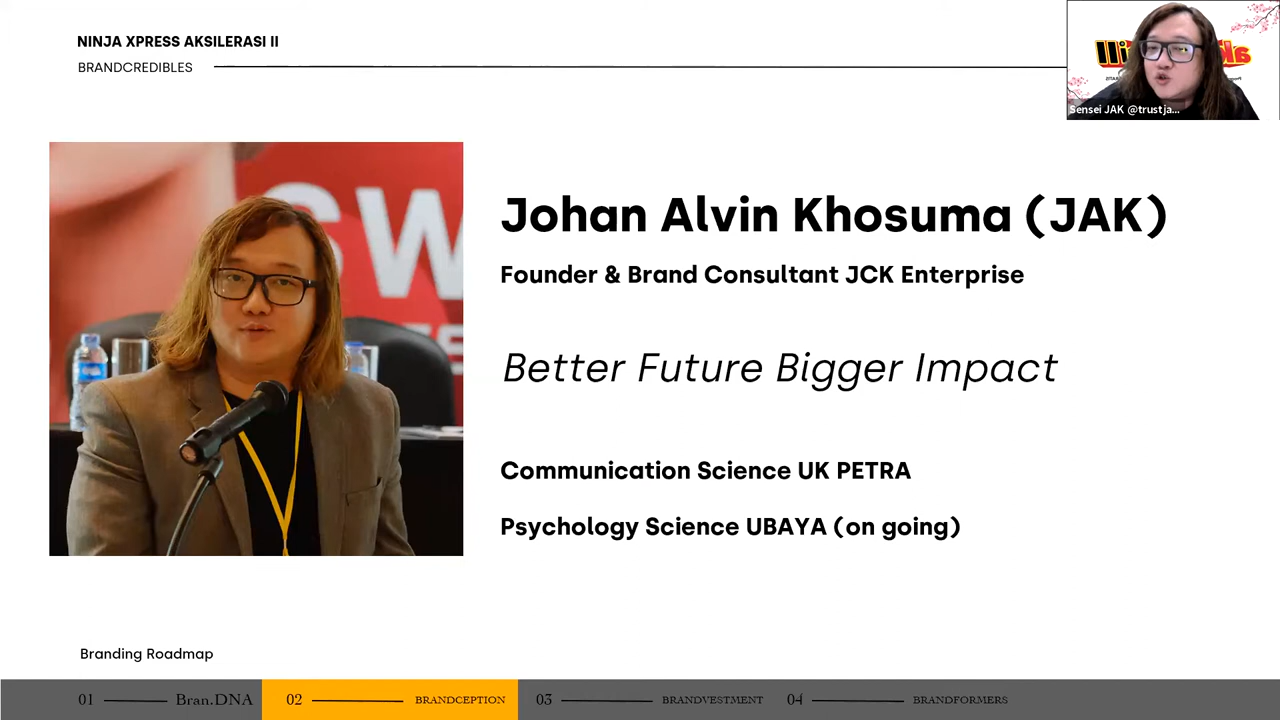 NINJA XPRESS AKSILERASI II
BRANDCREDIBLES
Sensei JAK @trustja...
SW
Johan Alvin Khosuma (JAK)
Founder & Brand Consultant JCK Enterprise
Better Future Bigger Impact
Communication Science UK PETRA
Psychology Science UBAYA (on going)
Branding Roadmap
01 Bran.DNA 02 BRANDCEPTION 03 BRANDVESTMENT 04 BRANDFORMERS